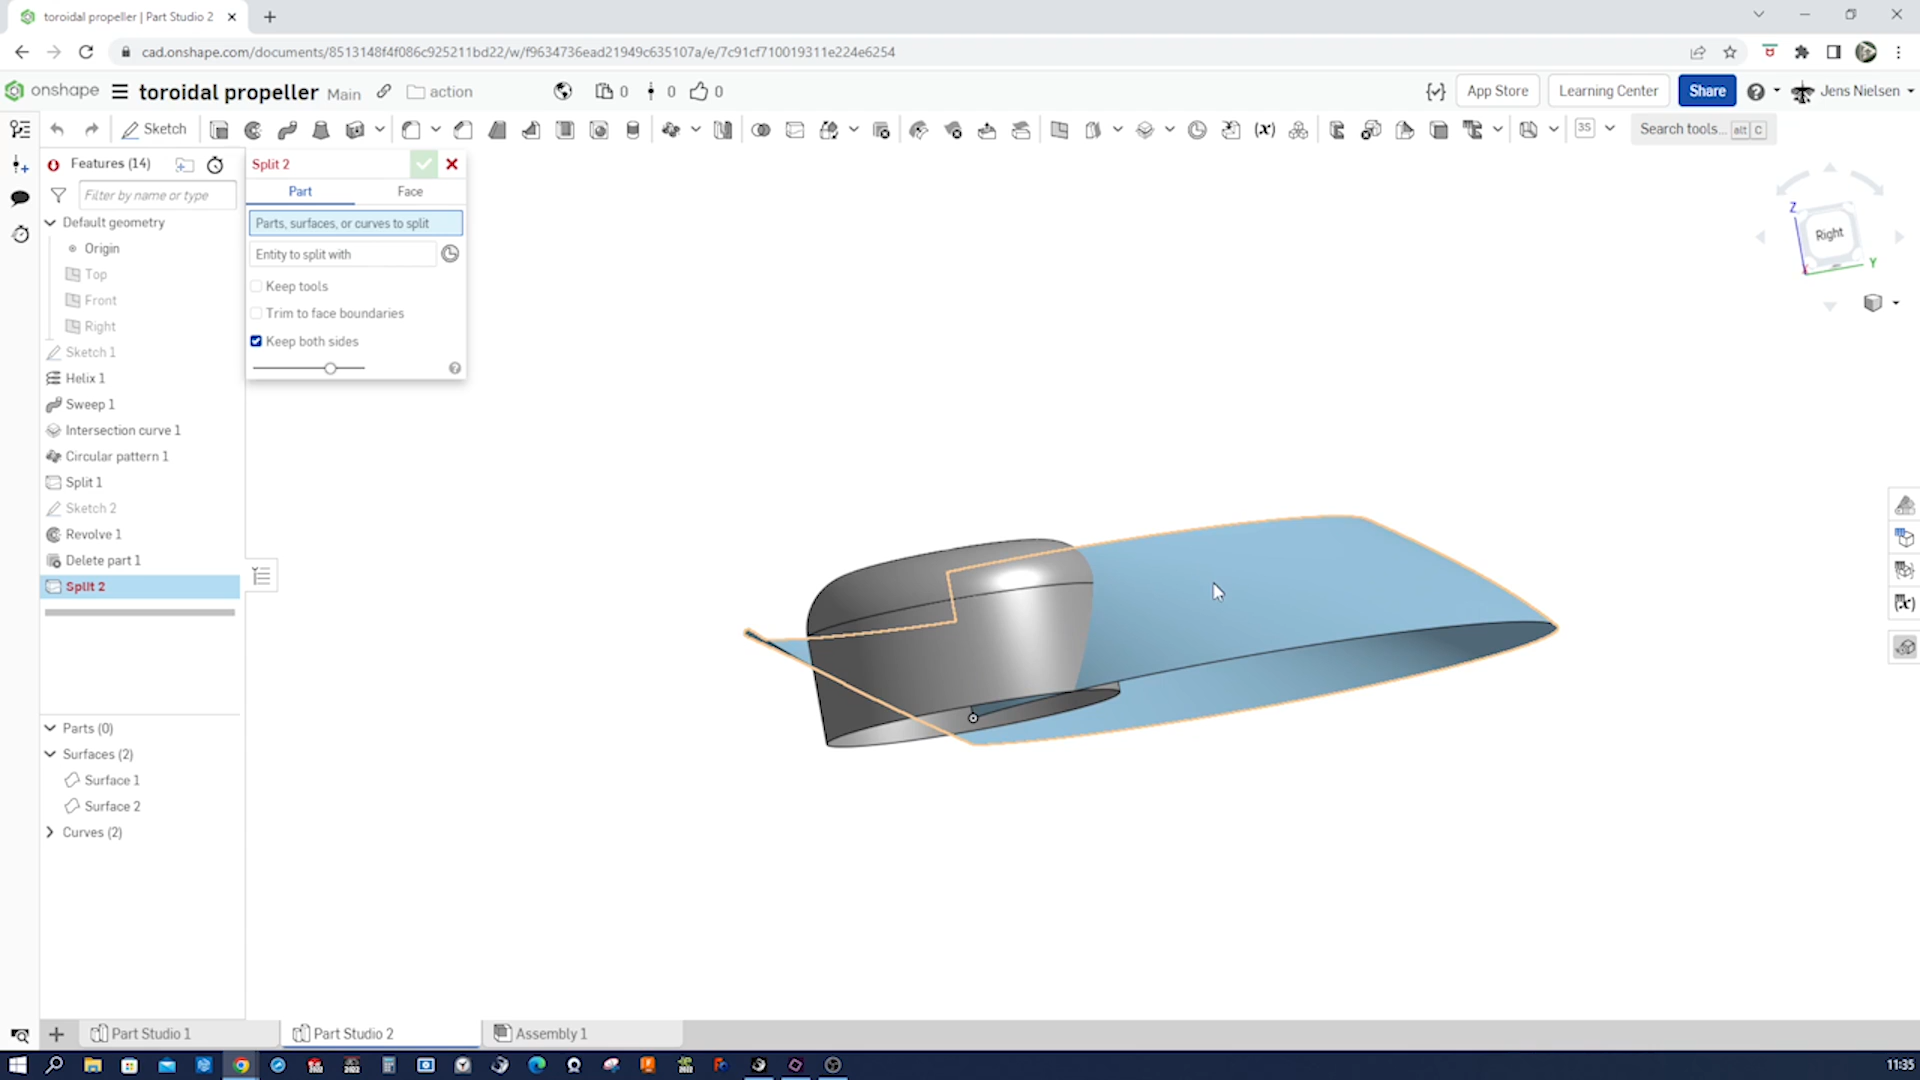 toroidal propeller | Part Studio 2
cad.onshape.com/documents/8513148f4f086c925211bd22/w/f9634736ead21949c635107a/e/7c91cf710019311e224e6254
onshape toroidal propeller Main action 0 0 0 App Store Learning Center Share Jens Nielsen
Sketch Search tools... alt C
Features (14)
Filter by name or type
Default geometry
Origin
Top
Front
Right
Sketch 1
Helix 1
Sweep 1
Intersection curve 1
Circular pattern 1
Split 1
Sketch 2
Revolve 1
Delete part 1
Split 2
Parts (0)
Surfaces (2)
Surface 1
Surface 2
Curves (2)
Split 2
Part Face
Parts, surfaces, or curves to split
Entity to split with
Keep tools
Trim to face boundaries
Keep both sides
Z
Right
Y
Part Studio 1 Part Studio 2 Assembly 1
11:35